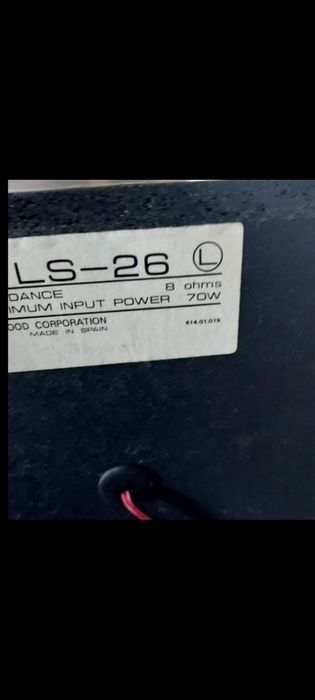 LS-26 L
DANCE 8 ohms
IMUM INPUT POWER 70W
OOD CORPORATION 614.01.019
MADE IN SPAIN